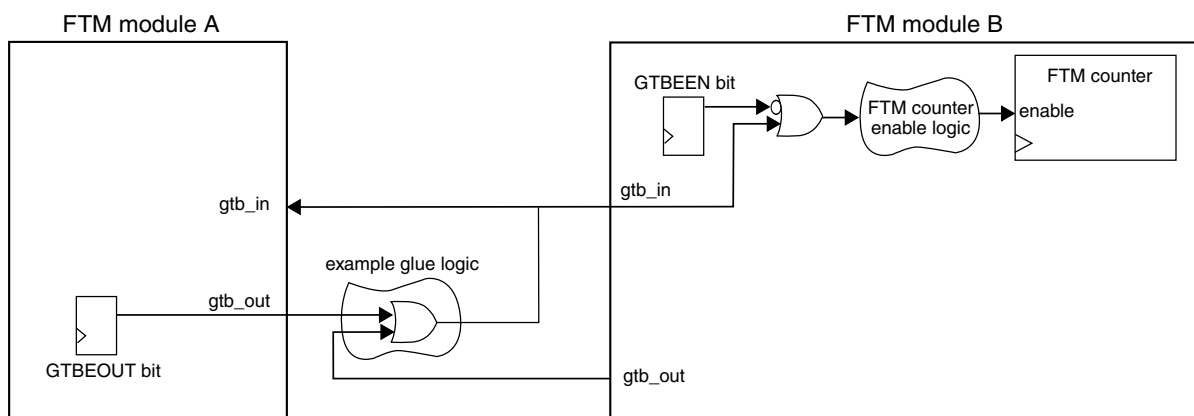 FTM module A
FTM module B
GTBEEN bit
FTM counter
enable logic
FTM counter
enable
gtb_in
gtb_in
example glue logic
gtb_out
GTBEOUT bit
gtb_out